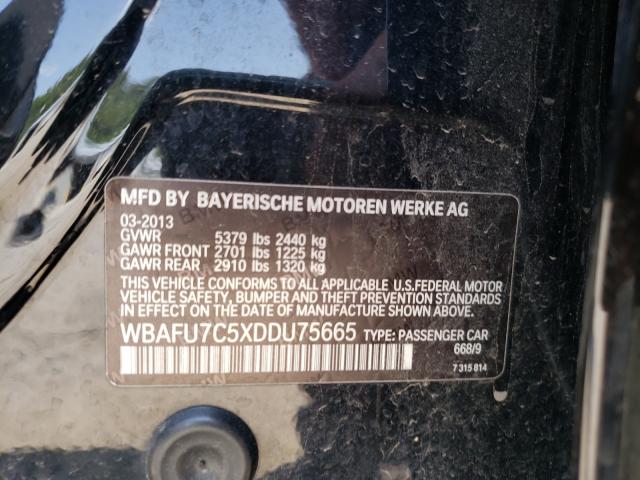 MFD BY BAYERISCHE MOTOREN WERKE AG
03-2013
GVWR 5379 lbs 2440 kg
GAWR FRONT 2701 lbs 1225 kg
GAWR REAR 2910 lbs 1320 kg
THIS VEHICLE CONFORMS TO ALL APPLICABLE U.S.FEDERAL MOTOR
VEHICLE SAFETY, BUMPER AND THEFT PREVENTION STANDARDS
IN EFFECT ON THE DATE OF MANUFACTURE SHOWN ABOVE.
WBAFU7C5XDDU75665 TYPE: PASSENGER CAR
668/9
7 315 814